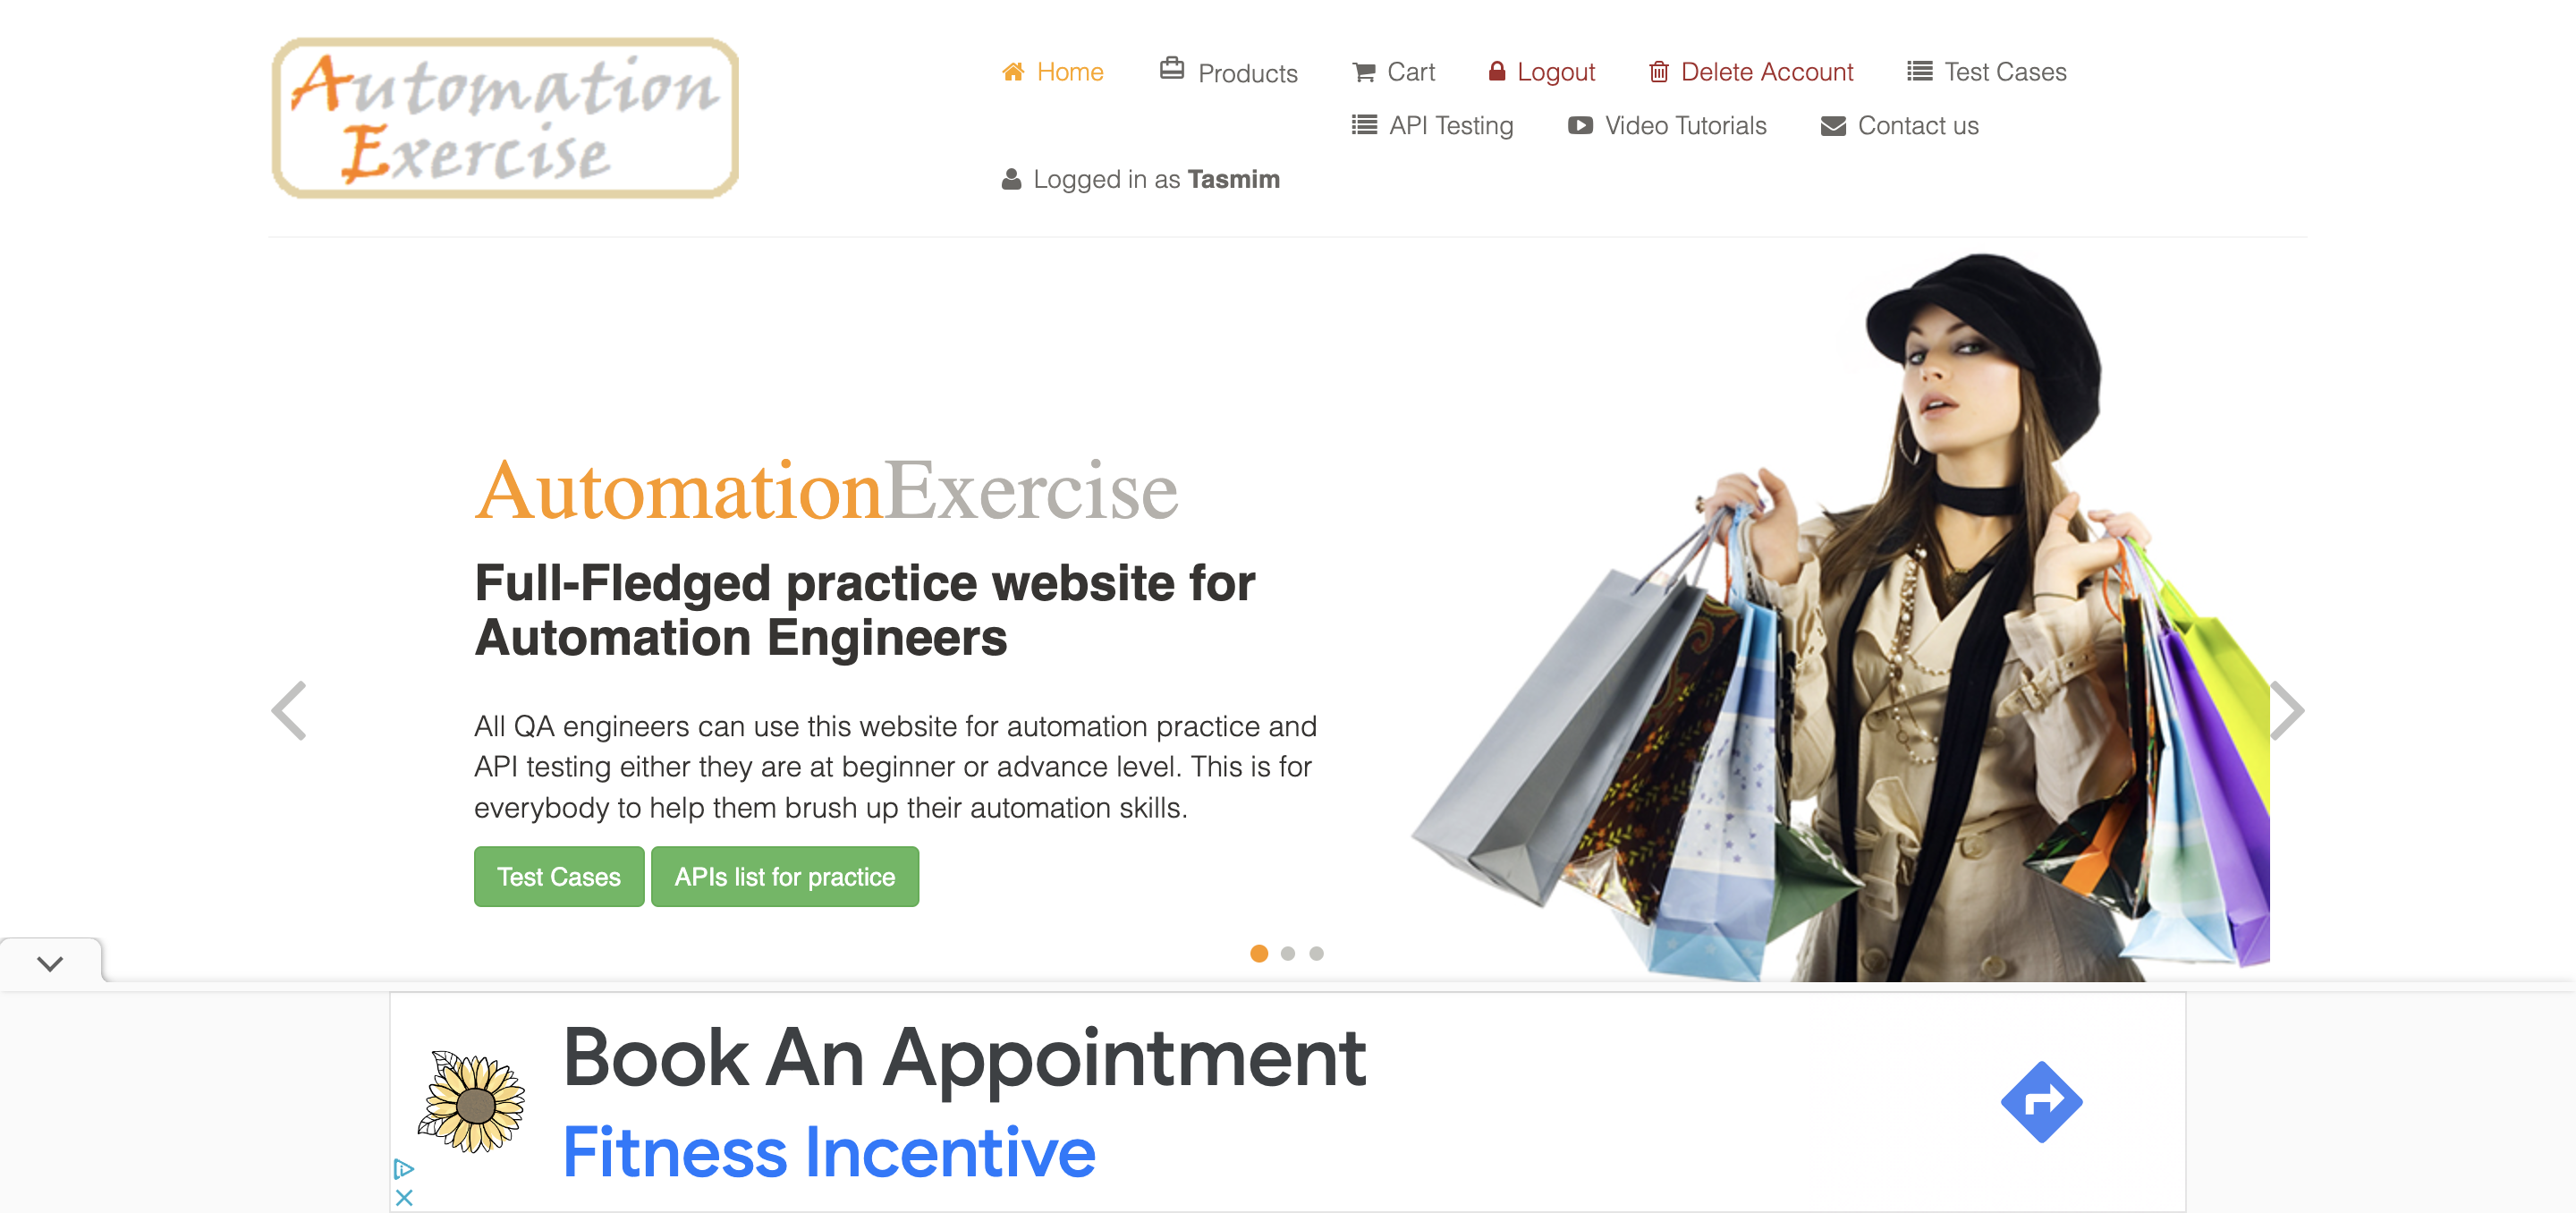 Automation
Exercise
Home Products Cart Logout Delete Account Test Cases
API Testing Video Tutorials Contact us
Logged in as Tasmim
AutomationExercise
Full-Fledged practice website for
Automation Engineers
All QA engineers can use this website for automation practice and
API testing either they are at beginner or advance level. This is for
everybody to help them brush up their automation skills.
Test Cases APIs list for practice
Book An Appointment
Fitness Incentive